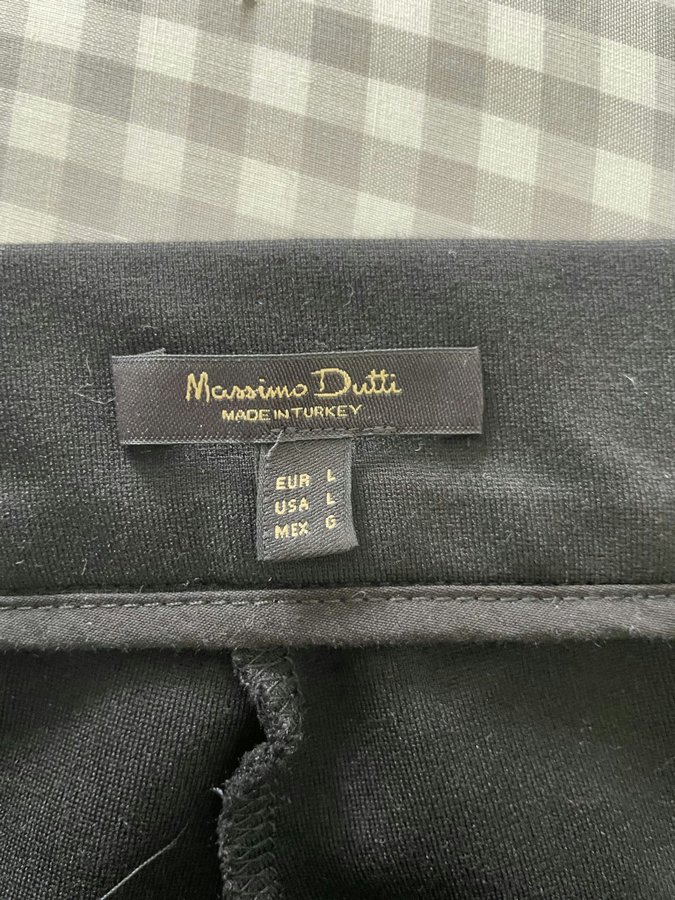 Massimo Dutti
MADE IN TURKEY
EUR L
USA L
MEX G